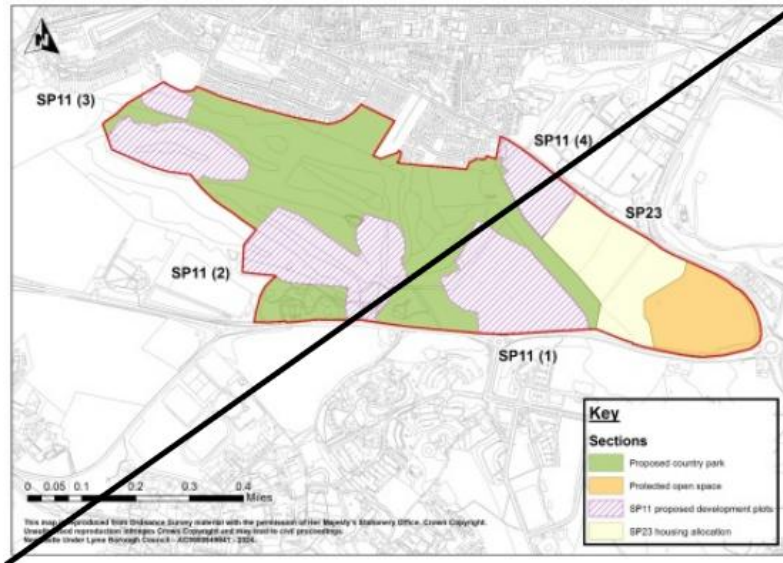 N
SP11 (3)
SP11 (4)
SP23
SP11 (2)
SP11 (1)
Key
Sections
Proposed country park
Protected open space
SP11 proposed development plots
SP23 housing allocation
0 0.05 0.1 0.2 0.3 0.4
Miles
This map is reproduced from Ordnance Survey material with the permission of Her Majesty's Stationery Office. Crown Copyright.
reproduction infringes Crown Copyright and may lead to civil proceedings.
Under Lyme Borough Council - 2024.